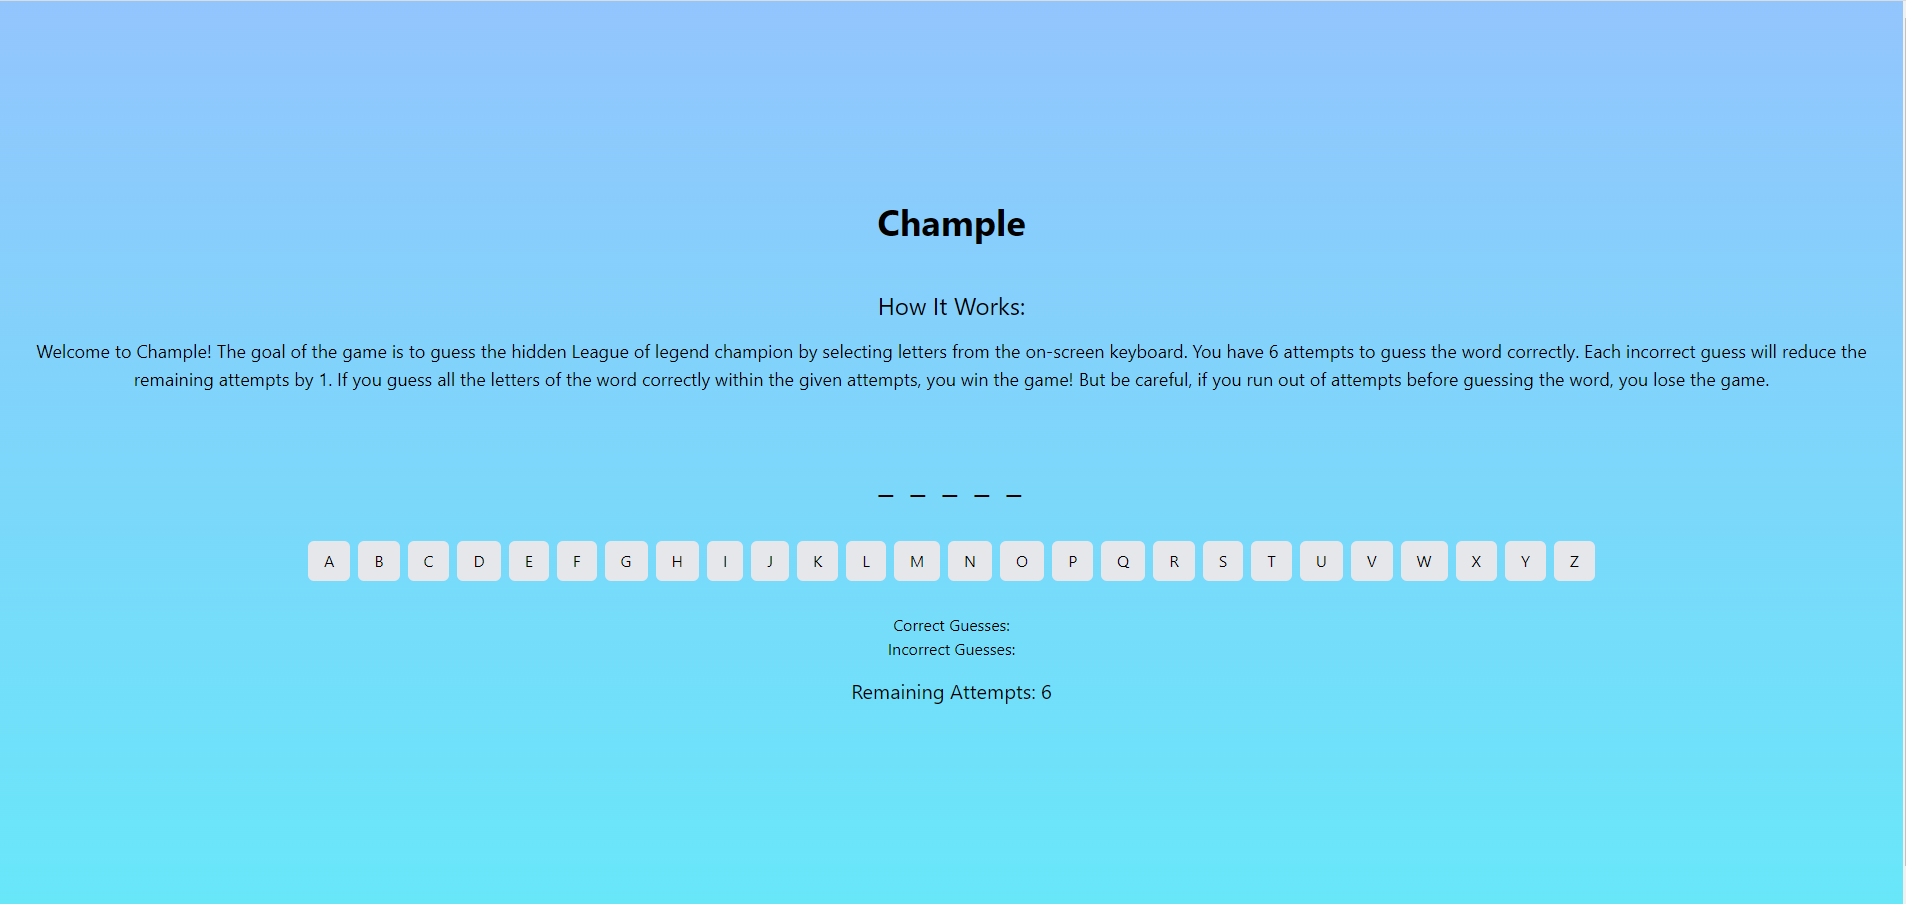 Chample
How It Works:
Welcome to Chample! The goal of the game is to guess the hidden League of legend champion by selecting letters from the on-screen keyboard. You have 6 attempts to guess the word correctly. Each incorrect guess will reduce the
remaining attempts by 1. If you guess all the letters of the word correctly within the given attempts, you win the game! But be careful, if you run out of attempts before guessing the word, you lose the game.
_ _ _ _ _
A B C D E F G H I J K L M N O P Q R S T U V W X Y Z
Correct Guesses:
Incorrect Guesses:
Remaining Attempts: 6